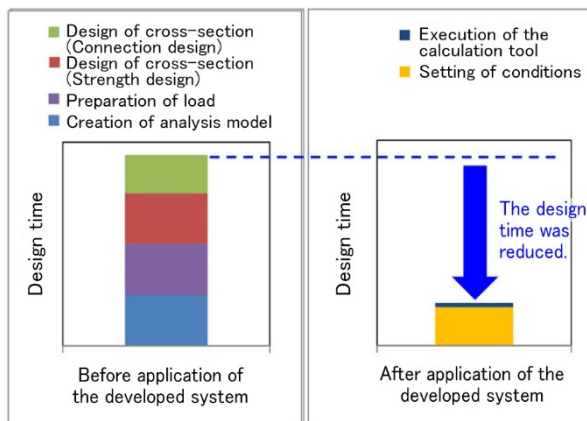 Design of cross-section
(Connection design)
Design of cross-section
(Strength design)
Preparation of load
Creation of analysis model
Design time
Before application of
the developed system
Execution of the
calculation tool
Setting of conditions
Design time
The design
time was
reduced.
After application of the
developed system